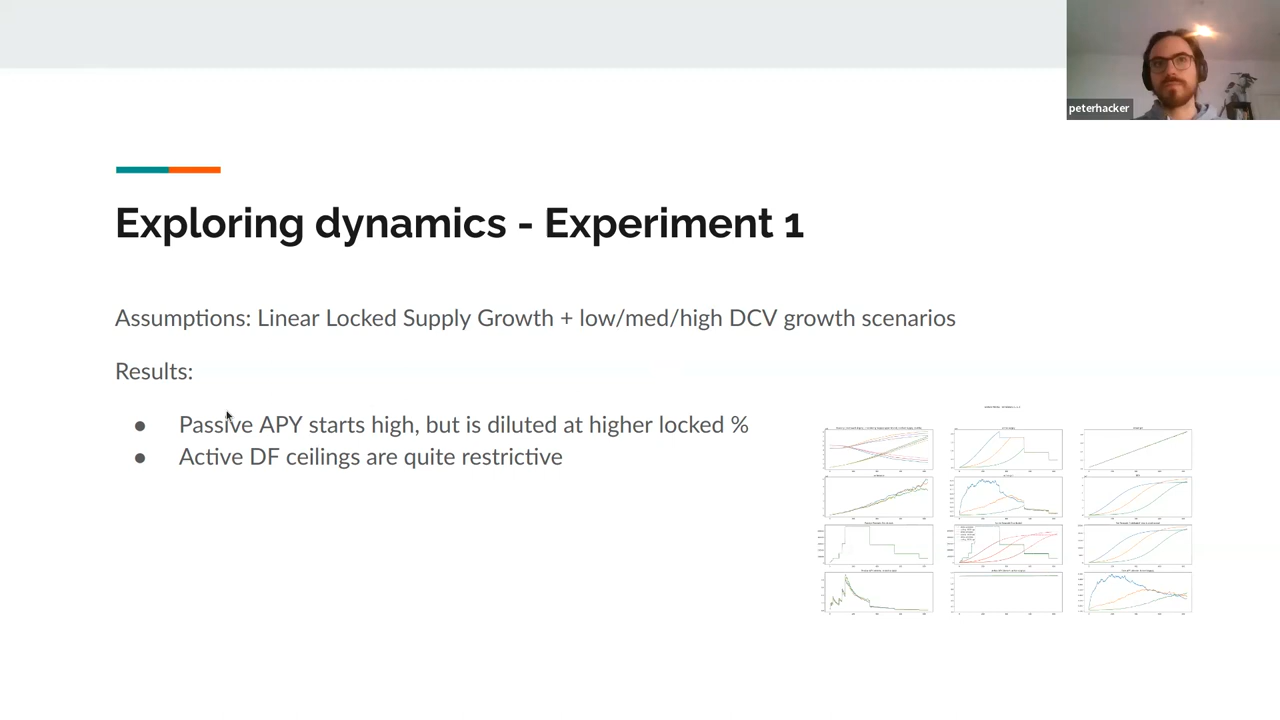 peterhacker
Exploring dynamics - Experiment 1
Assumptions: Linear Locked Supply Growth + low/med/high DCV growth scenarios
Results:
● Passive APY starts high, but is diluted at higher locked %
● Active DF ceilings are quite restrictive